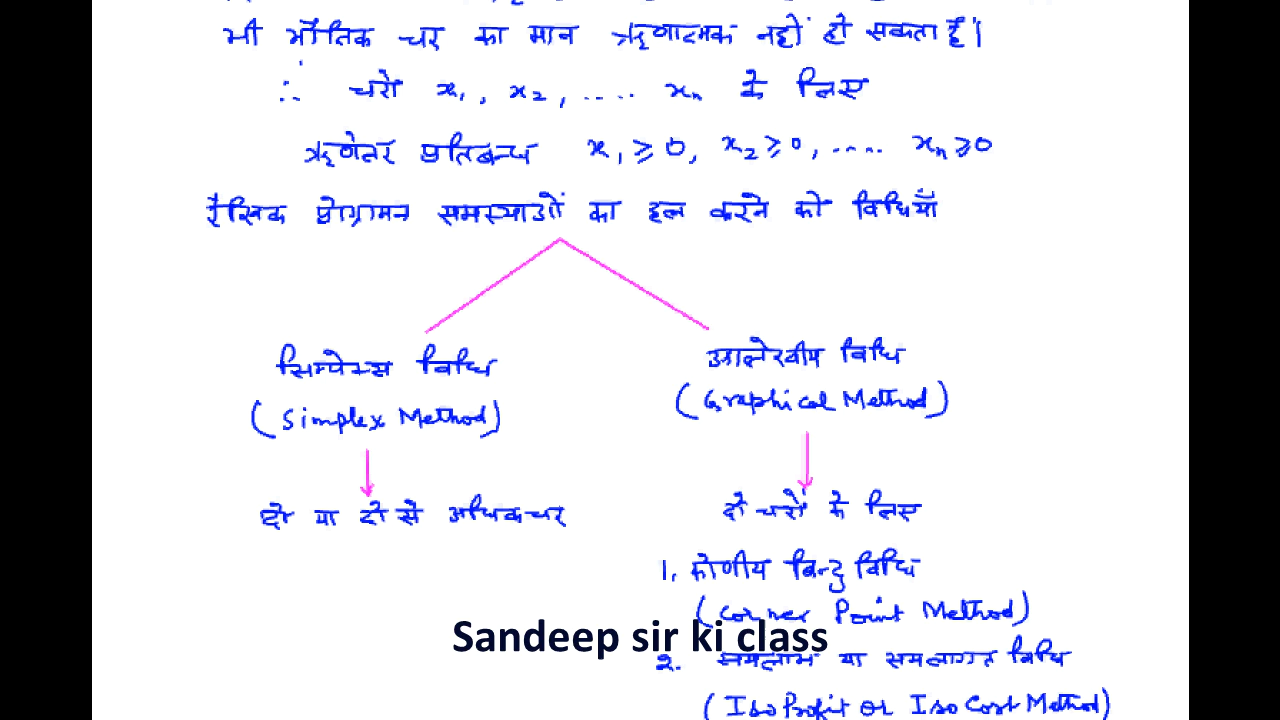 भी भौतिक चर का मान ऋणात्मक नहीं हो सकता है।
∴ चरों x₁, x₂, .... xₙ के लिए
ऋणेतर प्रतिबन्ध x₁ ≥ 0, x₂ ≥ 0, .... xₙ ≥ 0
रैखिक प्रोग्रामन समस्याओं का हल करने की विधियाँ
सिम्पेक्स विधि
(Simplex Method)
दो या दो से अधिक चर
आलेखीय विधि
(Graphical Method)
दो चरों के लिए
1. कोणीय बिन्दु विधि
(Corner Point Method)
2. समलाभ या समलागत विधि
(Iso Profit or Iso Cost Method)
Sandeep sir ki class